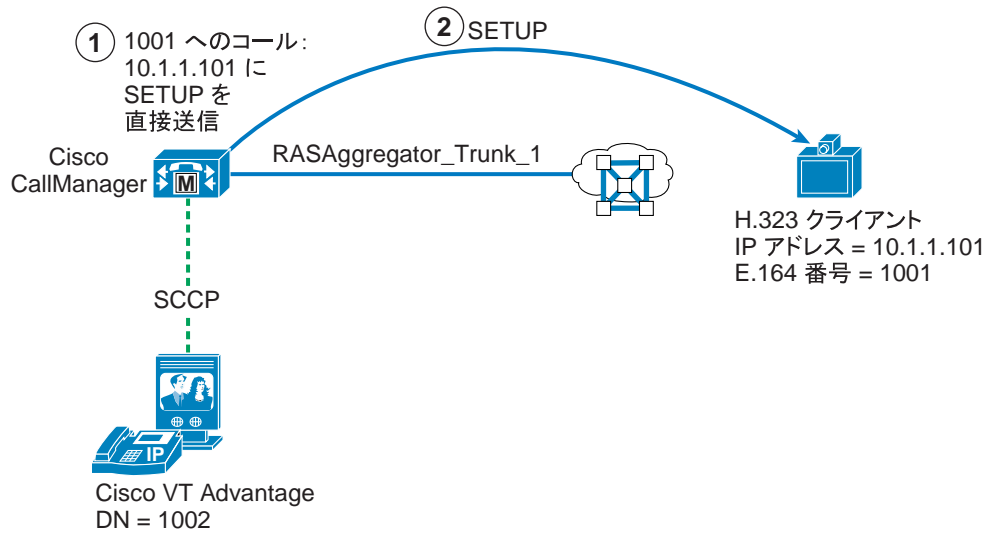 1
1001 へのコール:
10.1.1.101 に
SETUP を
直接送信
2
SETUP
Cisco
CallManager
M
RASAggregator_Trunk_1
H.323 クライアント
IP アドレス = 10.1.1.101
E.164 番号 = 1001
SCCP
IP
Cisco VT Advantage
DN = 1002